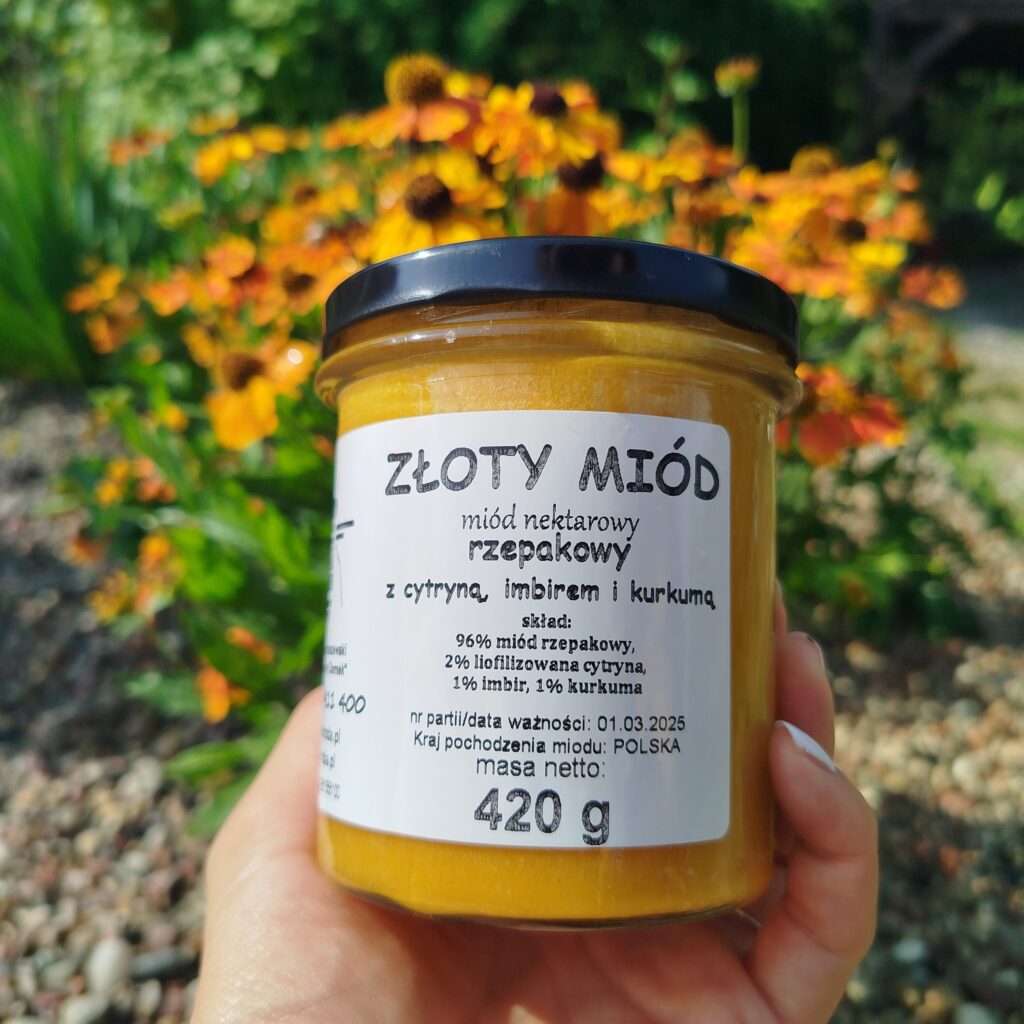 ZŁOTY MIÓD
miód nektarowy
rzepakowy
z cytryną, imbirem i kurkumą
skład:
96% miód rzepakowy,
2% liofilizowana cytryna,
1% imbir, 1% kurkuma
nr partii/data ważności: 01.03.2025
Kraj pochodzenia miodu: POLSKA
masa netto:
420 g
400